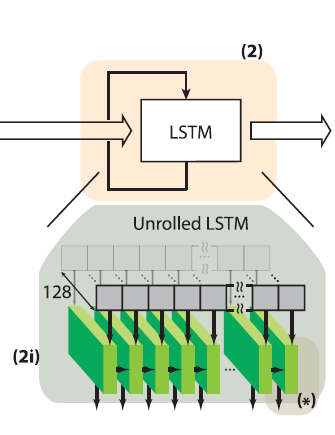 (2)
LSTM
Unrolled LSTM
128
(2i)
(*)